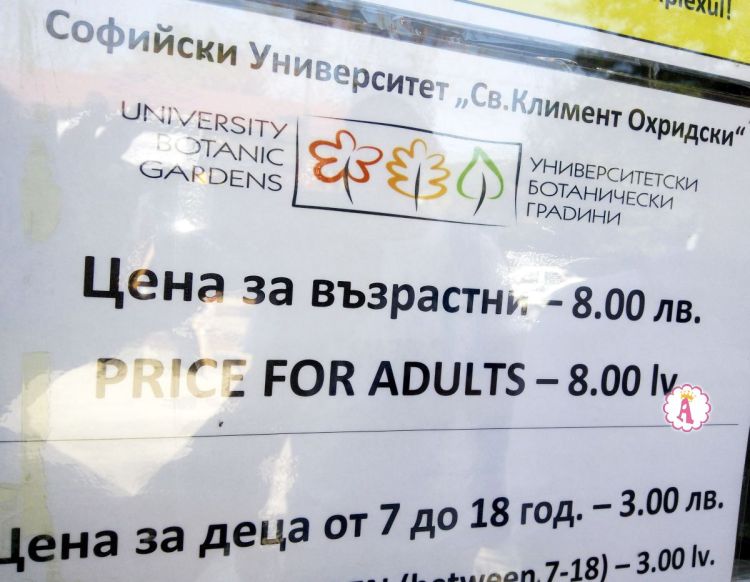 plexul!
Софийски Университет „Св.Климент Охридски“
UNIVERSITY
BOTANIC
GARDENS
УНИВЕРСИТЕТСКИ
БОТАНИЧЕСКИ
ГРАДИНИ
Цена за възрастни – 8.00 лв.
PRICE FOR ADULTS – 8.00 lv
A
Цена за деца от 7 до 18 год. – 3.00 лв.
(between 7-18) – 3.00 lv.